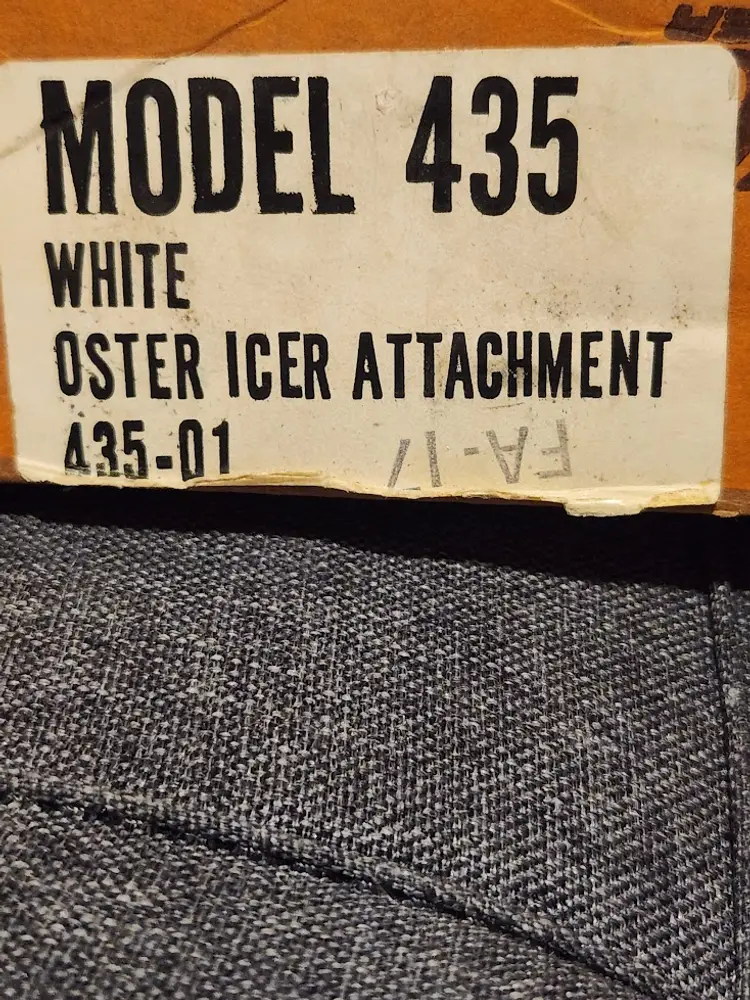 MODEL 435
WHITE
OSTER ICER ATTACHMENT
435-01
FA-17